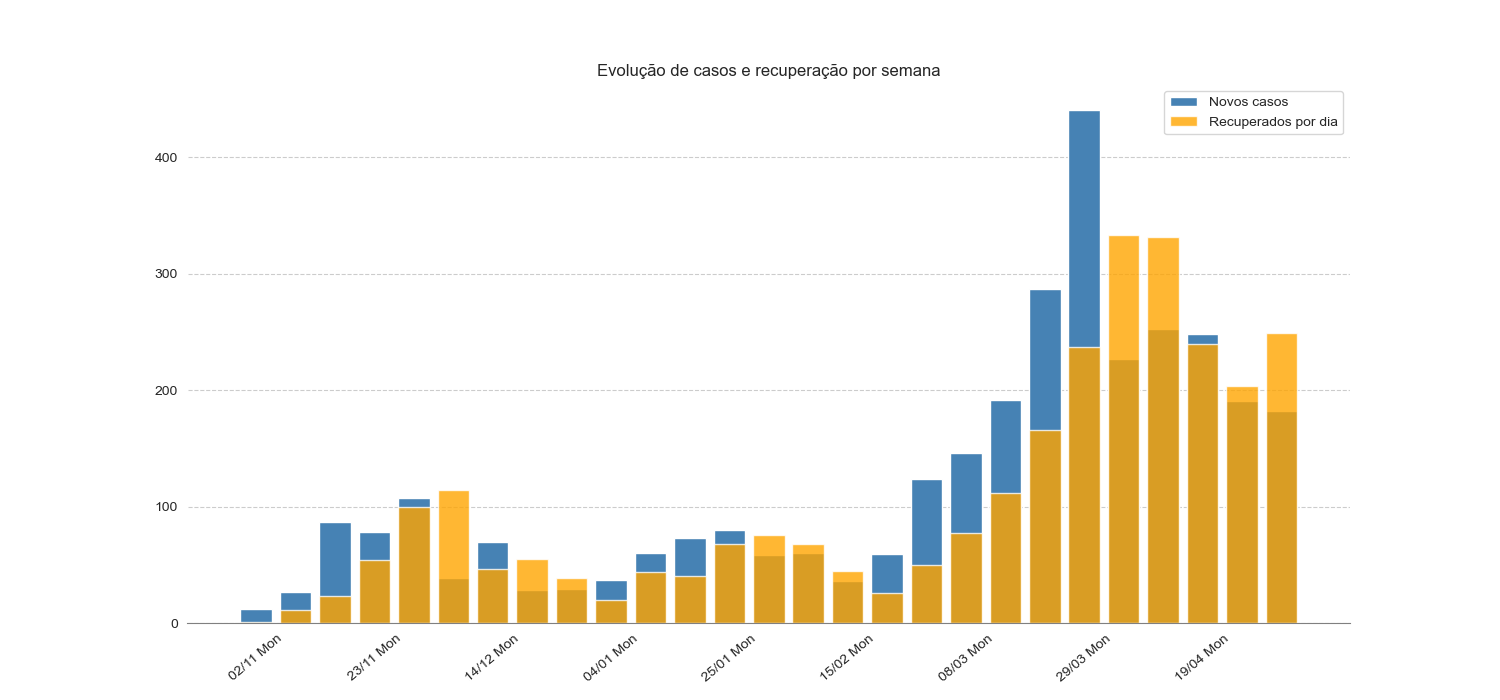 Evolução de casos e recuperação por semana
Novos casos
Recuperados por dia
400
300
200
100
0
02/11 Mon
23/11 Mon
14/12 Mon
04/01 Mon
25/01 Mon
15/02 Mon
08/03 Mon
29/03 Mon
19/04 Mon